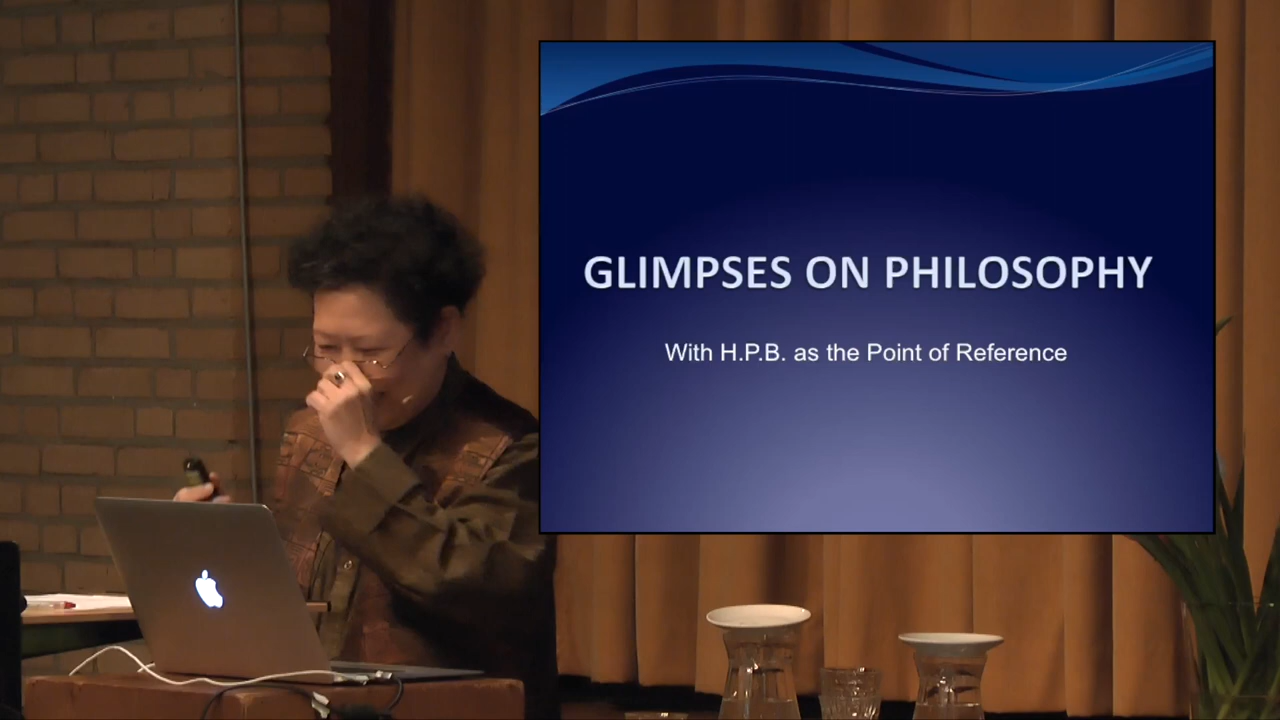 GLIMPSES ON PHILOSOPHY
With H.P.B. as the Point of Reference